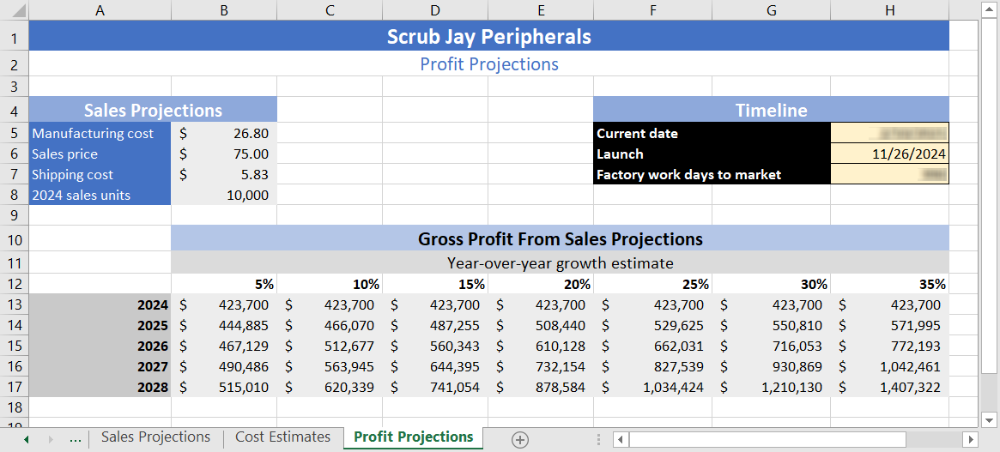 A B C D E F G H
1 Scrub Jay Peripherals
2 Profit Projections
3
4 Sales Projections Timeline
5 Manufacturing cost $ 26.80 Current date
6 Sales price $ 75.00 Launch 11/26/2024
7 Shipping cost $ 5.83 Factory work days to market
8 2024 sales units 10,000
9
10 Gross Profit From Sales Projections
11 Year-over-year growth estimate
12 5% 10% 15% 20% 25% 30% 35%
13 2024 $ 423,700 $ 423,700 $ 423,700 $ 423,700 $ 423,700 $ 423,700 $ 423,700
14 2025 $ 444,885 $ 466,070 $ 487,255 $ 508,440 $ 529,625 $ 550,810 $ 571,995
15 2026 $ 467,129 $ 512,677 $ 560,343 $ 610,128 $ 662,031 $ 716,053 $ 772,193
16 2027 $ 490,486 $ 563,945 $ 644,395 $ 732,154 $ 827,539 $ 930,869 $ 1,042,461
17 2028 $ 515,010 $ 620,339 $ 741,054 $ 878,584 $ 1,034,424 $ 1,210,130 $ 1,407,322
18
... Sales Projections Cost Estimates Profit Projections